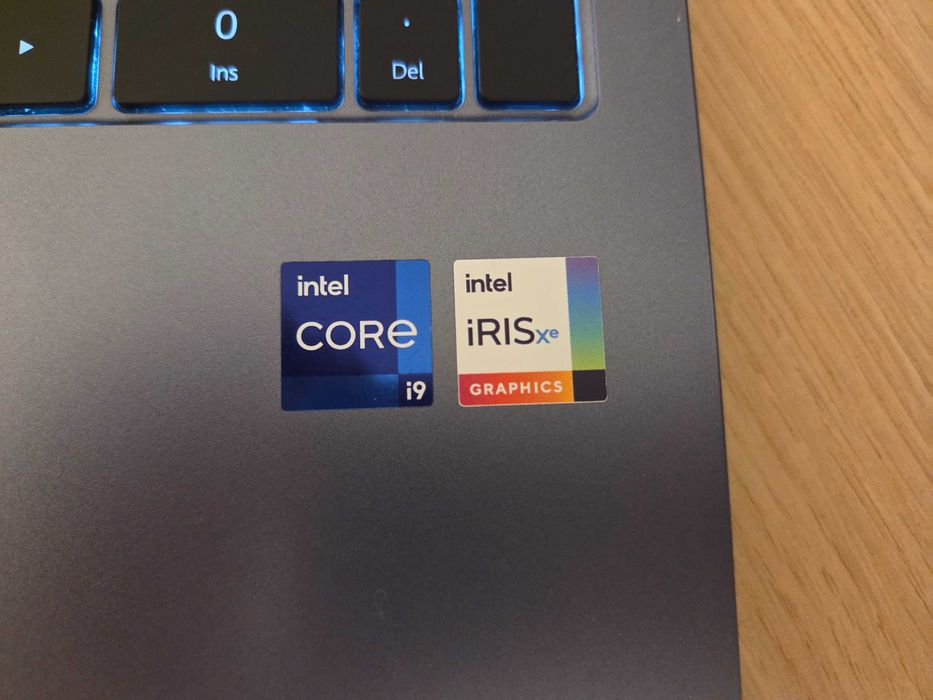 0
Ins
.
Del
intel
CORe
i9
intel
iRISxe
GRAPHICS